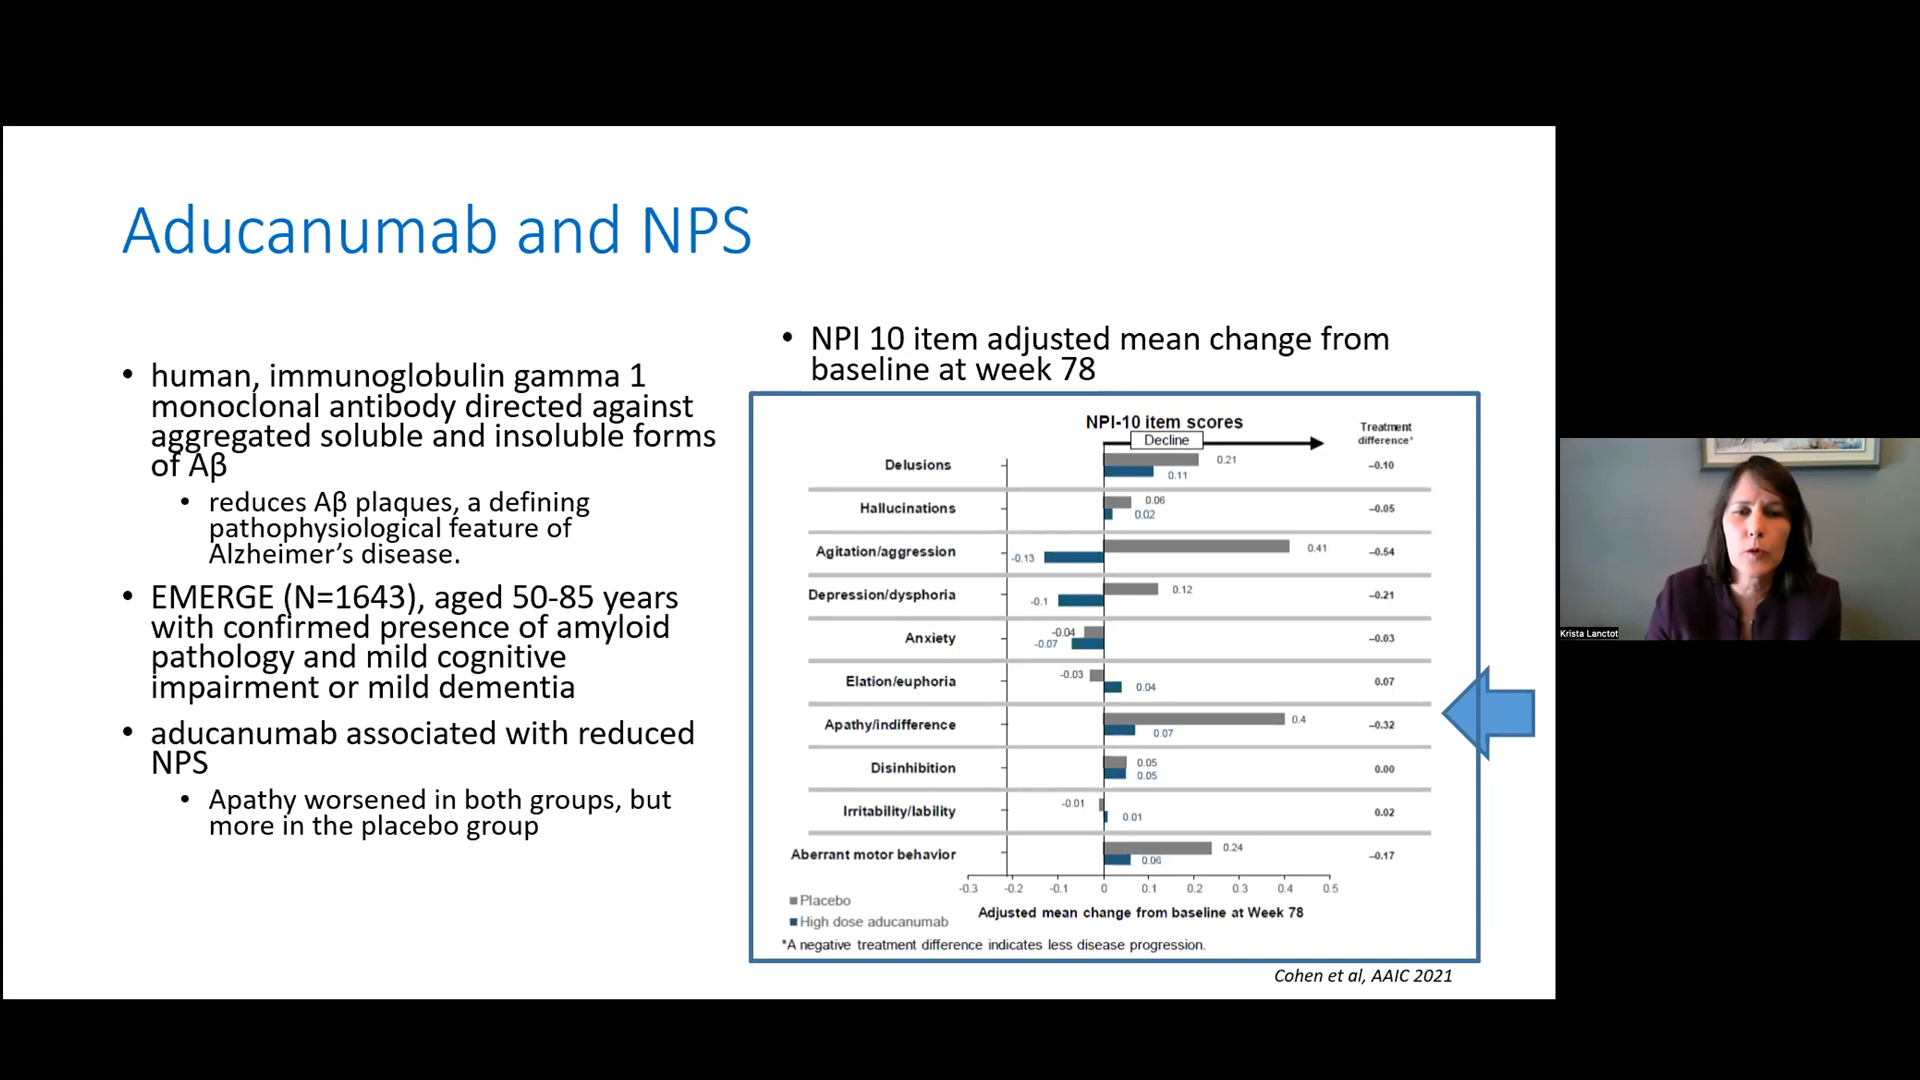 Aducanumab and NPS
• human, immunoglobulin gamma 1
monoclonal antibody directed against
aggregated soluble and insoluble forms
of Aβ
• reduces Aβ plaques, a defining
pathophysiological feature of
Alzheimer's disease.
• EMERGE (N=1643), aged 50-85 years
with confirmed presence of amyloid
pathology and mild cognitive
impairment or mild dementia
• aducanumab associated with reduced
NPS
• Apathy worsened in both groups, but
more in the placebo group
• NPI 10 item adjusted mean change from
baseline at week 78
NPI-10 item scores
Decline
Treatment
difference*
Delusions 0.21 0.11 –0.10
Hallucinations 0.06 0.02 –0.05
Agitation/aggression -0.13 0.41 –0.54
Depression/dysphoria -0.1 0.12 –0.21
Anxiety -0.04 -0.07 –0.03
Elation/euphoria -0.03 0.04 0.07
Apathy/indifference 0.4 0.07 –0.32
Disinhibition 0.05 0.05 0.00
Irritability/lability -0.01 0.01 0.02
Aberrant motor behavior 0.24 0.06 –0.17
-0.3 -0.2 -0.1 0 0.1 0.2 0.3 0.4 0.5
Placebo
High dose aducanumab
Adjusted mean change from baseline at Week 78
*A negative treatment difference indicates less disease progression.
Cohen et al, AAIC 2021
Krista Lanctot